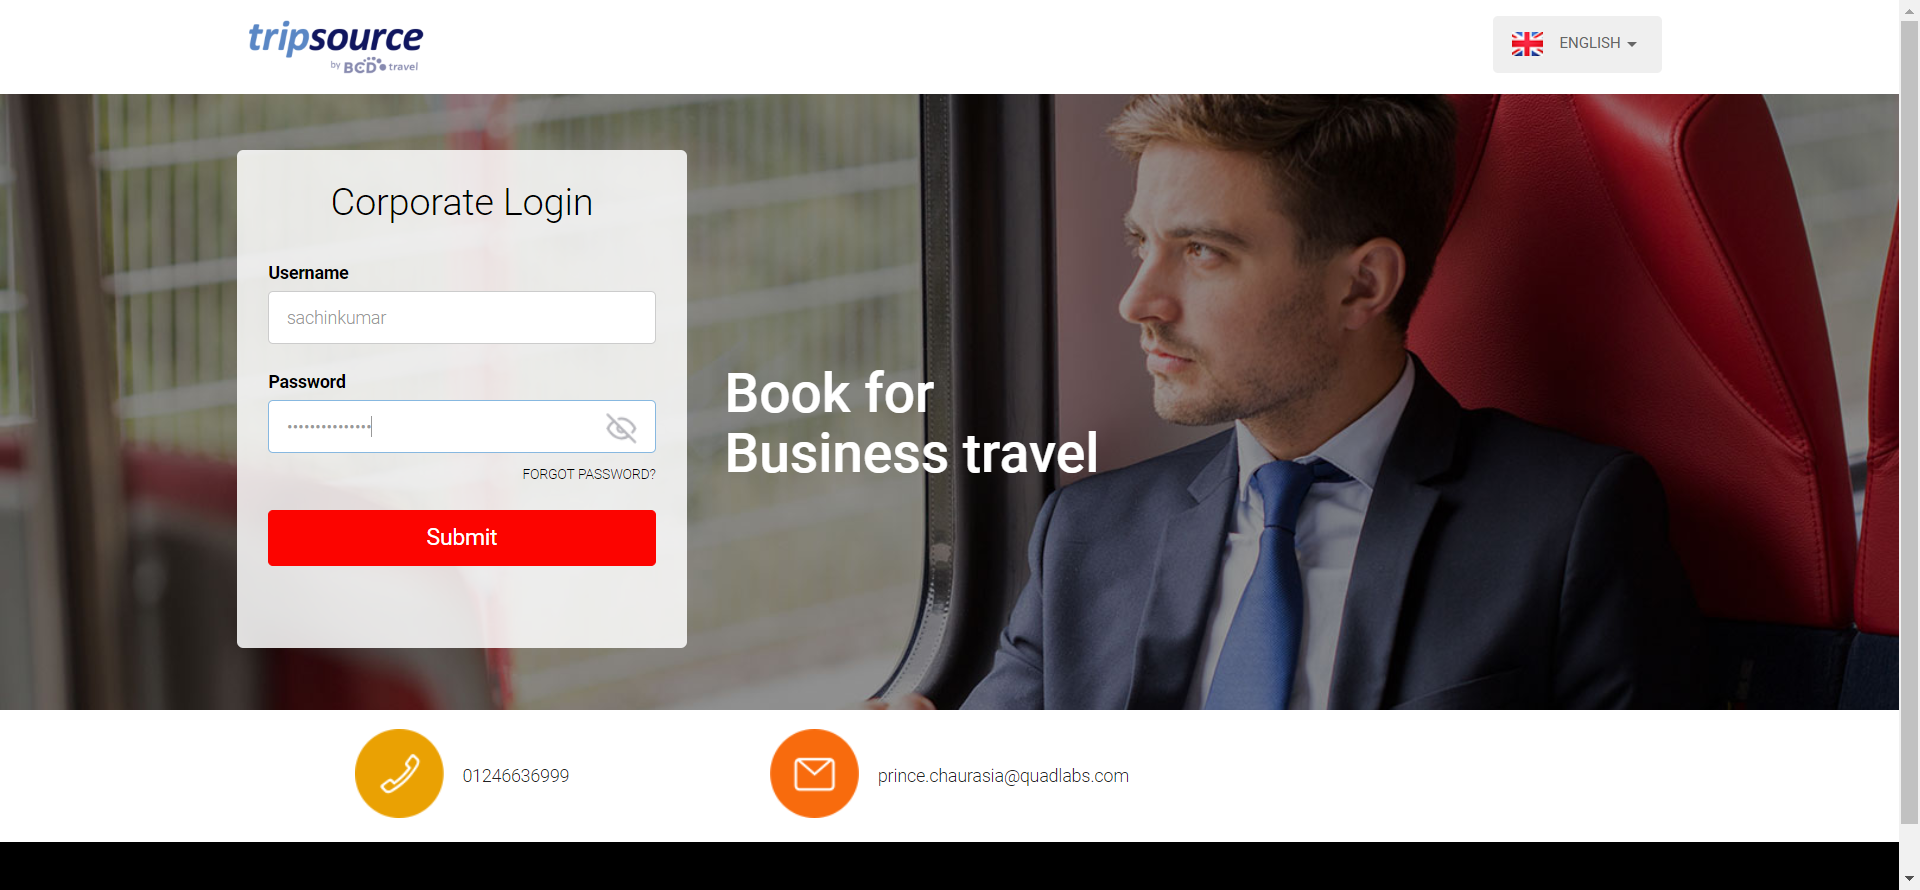 tripsource
by BCD travel
ENGLISH
Corporate Login
Username
sachinkumar
Password
FORGOT PASSWORD?
Submit
Book for
Business travel
01246636999
prince.chaurasia@quadlabs.com